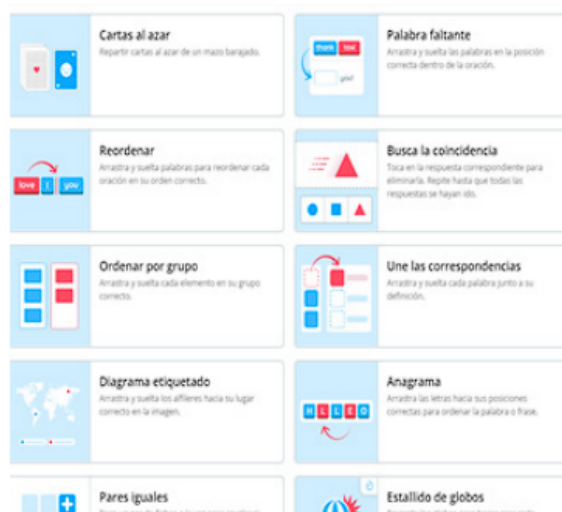 Cartas al azar
Repartir cartas al azar de un mazo barajado.
Palabra faltante
Arrastra y suelta las palabras en la posición
correcta dentro de la oración.
think
too
you?
Reordenar
Arrastra y suelta palabras para reordenar cada
oración en su orden correcto.
love I you
Busca la coincidencia
Toca en la respuesta correspondiente para
eliminarla. Repite hasta que todas las
respuestas se hayan ido.
Ordenar por grupo
Arrastra y suelta cada elemento en su grupo
correcto.
Une las correspondencias
Arrastra y suelta cada palabra junto a su
definición.
Diagrama etiquetado
Arrastra y suelta los alfileres hacia su lugar
correcto en la imagen.
Anagrama
Arrastra las letras hacia sus posiciones
correctas para ordenar la palabra o frase.
H L L E O
Pares iguales
Estallido de globos